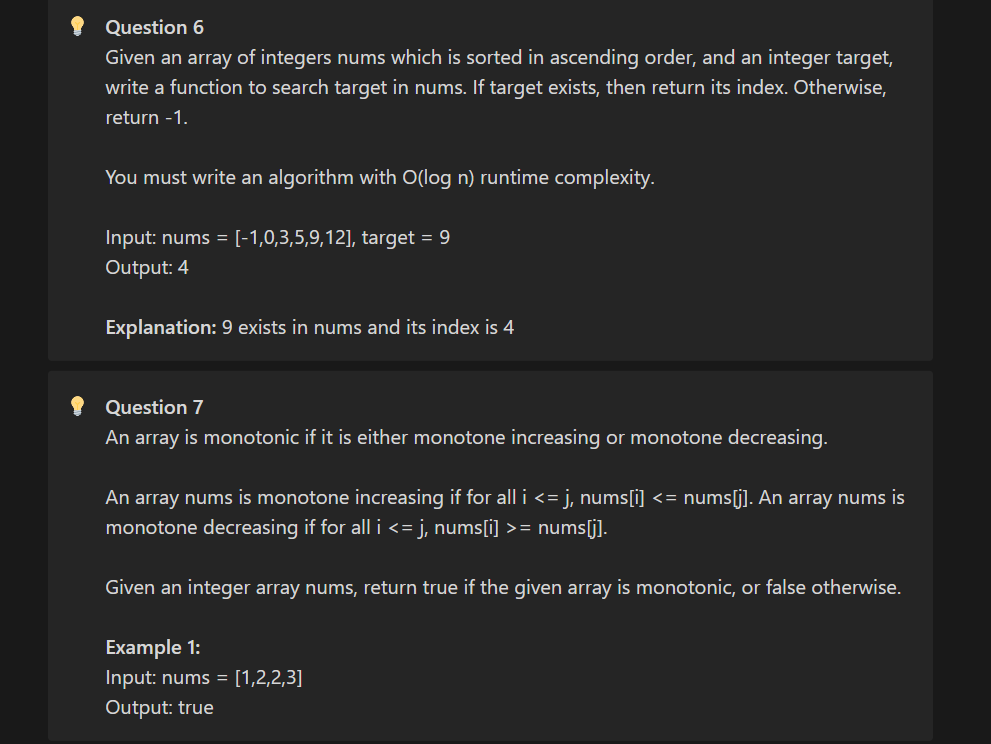 Question 6
Given an array of integers nums which is sorted in ascending order, and an integer target,
write a function to search target in nums. If target exists, then return its index. Otherwise,
return -1.
You must write an algorithm with O(log n) runtime complexity.
Input: nums = [-1,0,3,5,9,12], target = 9
Output: 4
Explanation: 9 exists in nums and its index is 4
Question 7
An array is monotonic if it is either monotone increasing or monotone decreasing.
An array nums is monotone increasing if for all i <= j, nums[i] <= nums[j]. An array nums is
monotone decreasing if for all i <= j, nums[i] >= nums[j].
Given an integer array nums, return true if the given array is monotonic, or false otherwise.
Example 1:
Input: nums = [1,2,2,3]
Output: true